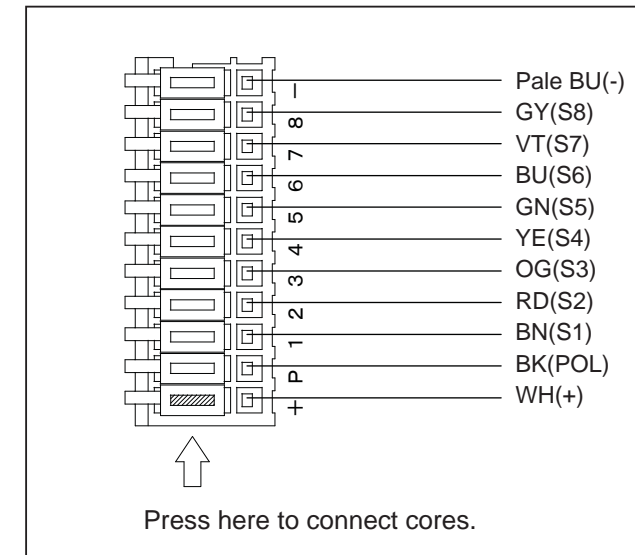 − Pale BU(-)
8 GY(S8)
7 VT(S7)
6 BU(S6)
5 GN(S5)
4 YE(S4)
3 OG(S3)
2 RD(S2)
1 BN(S1)
P BK(POL)
+ WH(+)
Press here to connect cores.